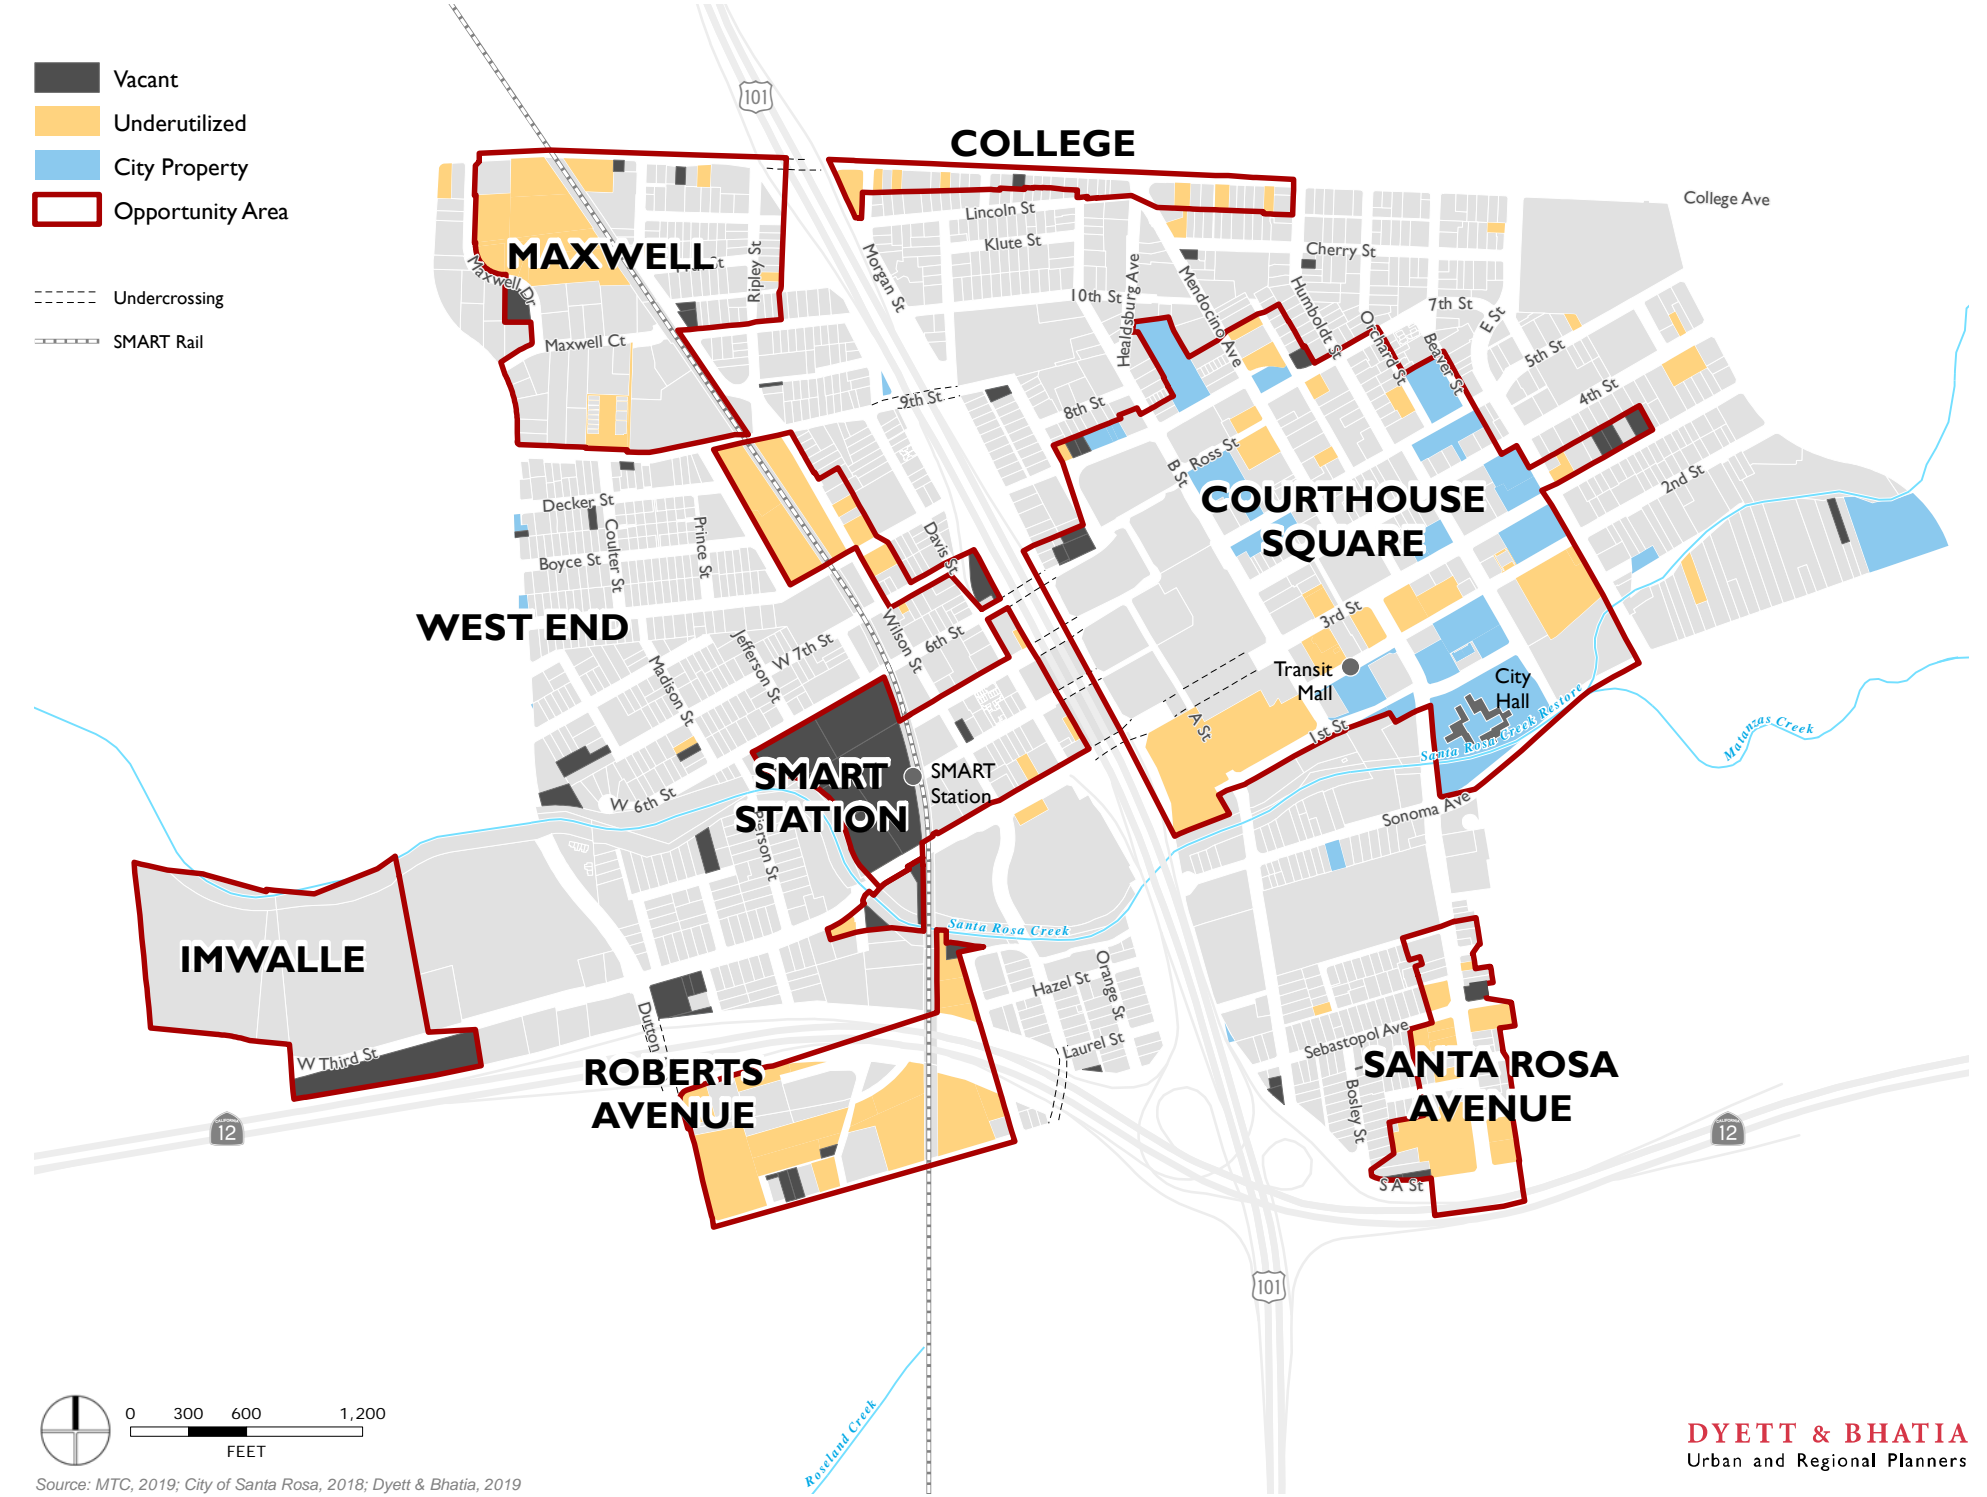 Vacant
Underutilized
City Property
Opportunity Area
Undercrossing
SMART Rail
101
COLLEGE
College Ave
Lincoln St
Klute St
Cherry St
MAXWELL
Maxwell Dr
Ripley St
Morgan St
10th St
Healdsburg Ave
Mendocino Ave
Humboldt St
Orchard St
Beaver St
7th St
E St
5th St
4th St
2nd St
Maxwell Ct
9th St
8th St
B St
Ross St
COURTHOUSE
SQUARE
Decker St
Coulter St
Prince St
Boyce St
Davis St
WEST END
Wilson St
6th St
W 7th St
Jefferson St
Madison St
3rd St
Transit
Mall
City
Hall
A St
1st St
Santa Rosa Creek Restore
Matanzas Creek
SMART
STATION
SMART
Station
W 6th St
Pierson St
Sonoma Ave
IMWALLE
Santa Rosa Creek
Hazel St
Orange St
Laurel St
Dutton
W Third St
ROBERTS
AVENUE
Sebastopol Ave
SANTA ROSA
AVENUE
Bosley St
S A St
CALIFORNIA
12
CALIFORNIA
12
101
Roseland Creek
0 300 600 1,200
FEET
Source: MTC, 2019; City of Santa Rosa, 2018; Dyett & Bhatia, 2019
DYETT & BHATIA
Urban and Regional Planners